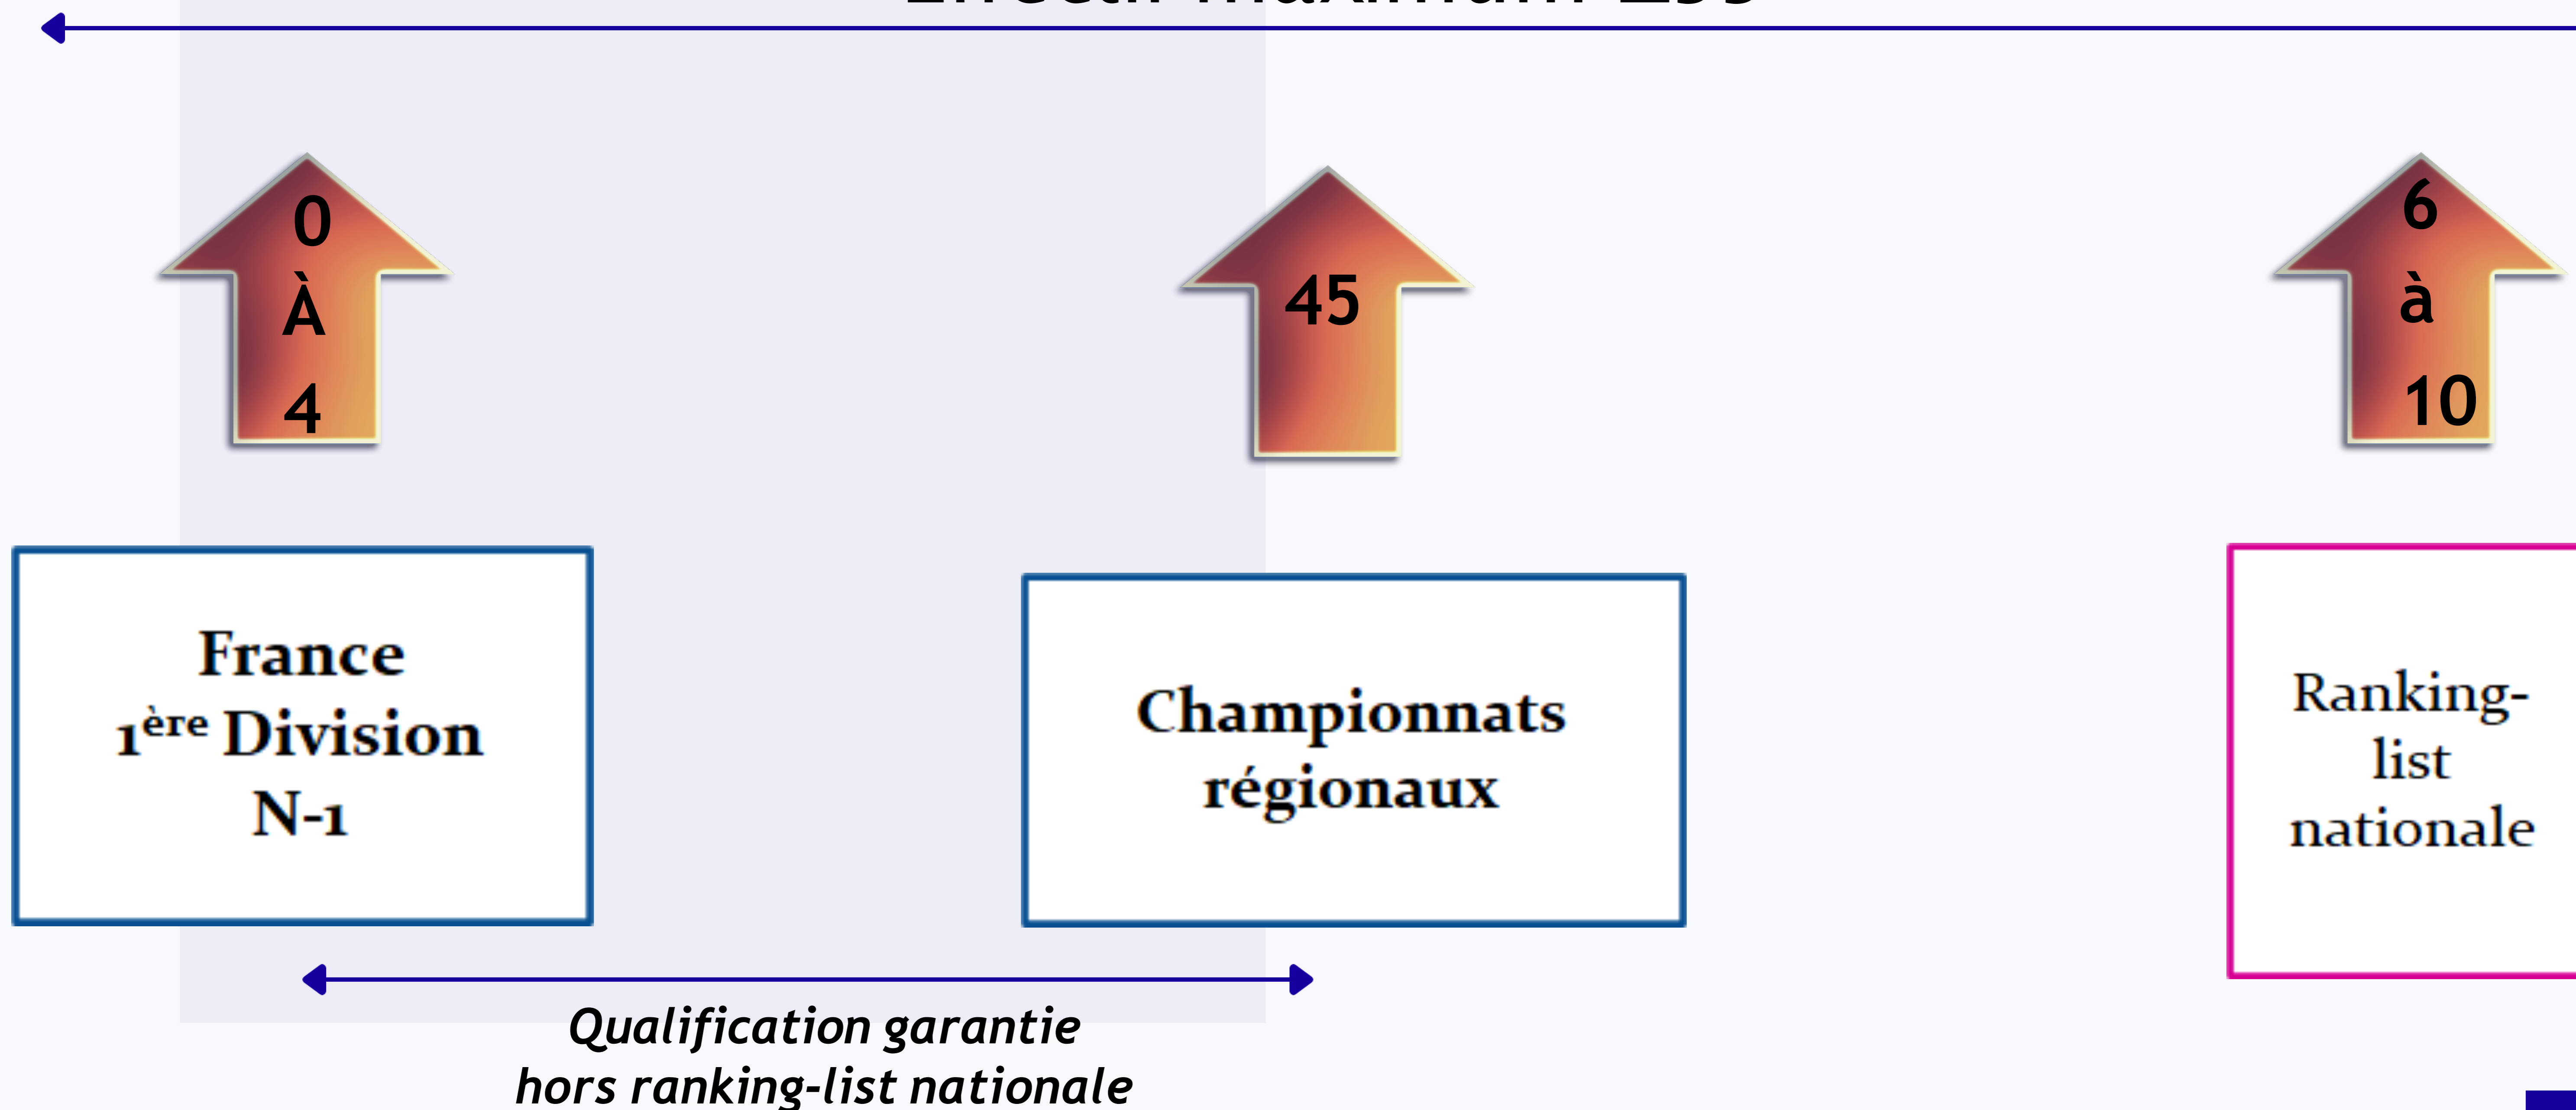 0
À
4
45
6
à
10
France
1ère Division
N-1
Championnats
régionaux
Ranking-
list
nationale
Qualification garantie
hors ranking-list nationale